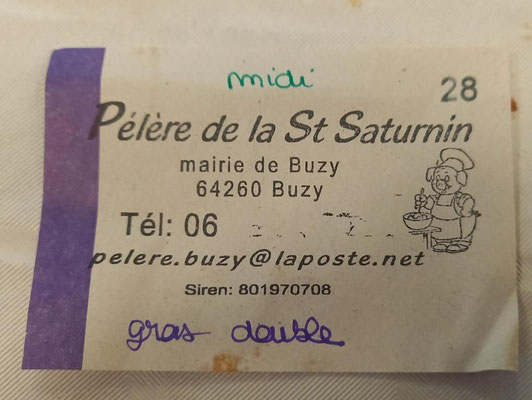 midi
28
Pélère de la St Saturnin
mairie de Buzy
64260 Buzy
Tél: 06
pelere.buzy@laposte.net
Siren: 801970708
gras double